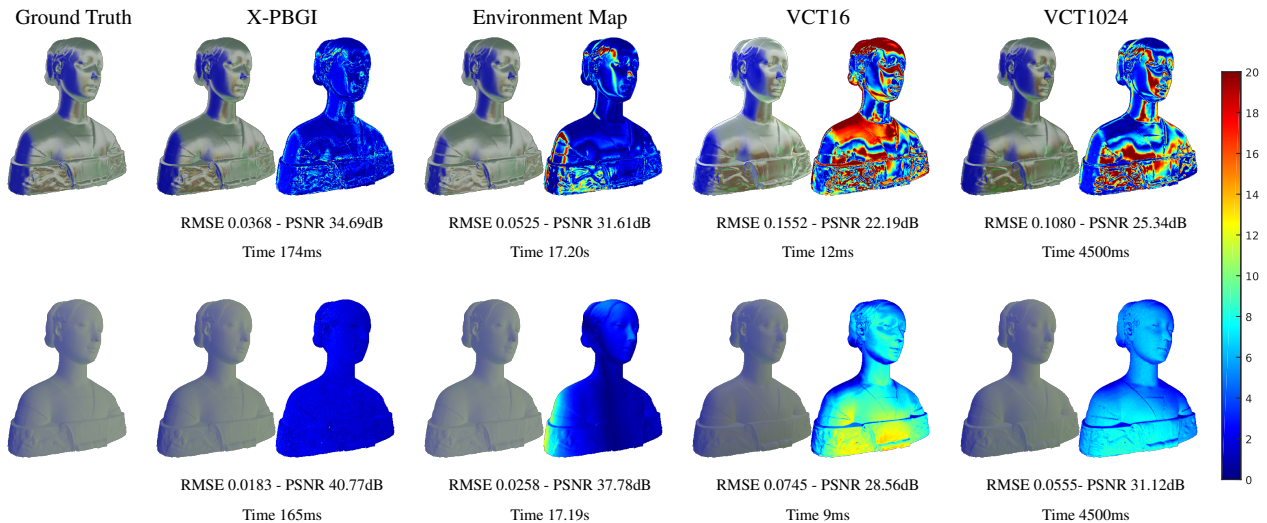 Ground Truth X-PBGI Environment Map VCT16 VCT1024
RMSE 0.0368 - PSNR 34.69dB RMSE 0.0525 - PSNR 31.61dB RMSE 0.1552 - PSNR 22.19dB RMSE 0.1080 - PSNR 25.34dB
Time 174ms Time 17.20s Time 12ms Time 4500ms
RMSE 0.0183 - PSNR 40.77dB RMSE 0.0258 - PSNR 37.78dB RMSE 0.0745 - PSNR 28.56dB RMSE 0.0555- PSNR 31.12dB
Time 165ms Time 17.19s Time 9ms Time 4500ms
20
18
16
14
12
10
8
6
4
2
0